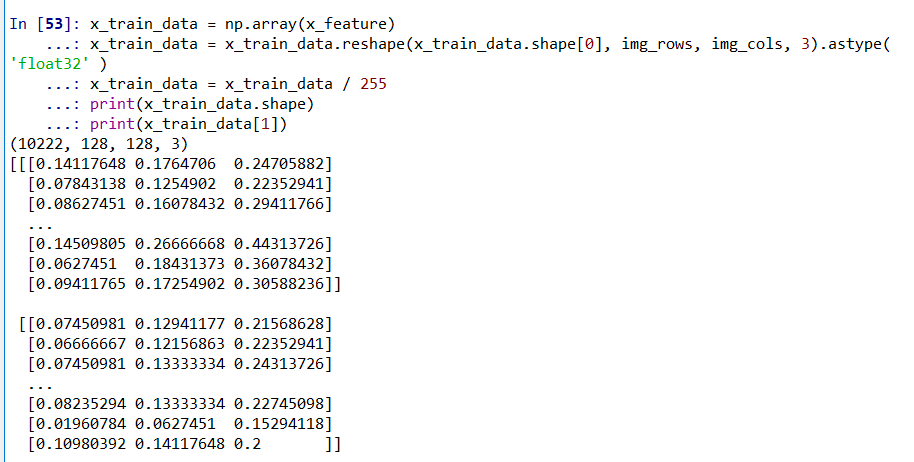 In [53]: x_train_data = np.array(x_feature)
    ...: x_train_data = x_train_data.reshape(x_train_data.shape[0], img_rows, img_cols, 3).astype(
'float32' )
    ...: x_train_data = x_train_data / 255
    ...: print(x_train_data.shape)
    ...: print(x_train_data[1])
(10222, 128, 128, 3)
[[[0.14117648 0.1764706  0.24705882]
  [0.07843138 0.1254902  0.22352941]
  [0.08627451 0.16078432 0.29411766]
  ...
  [0.14509805 0.26666668 0.44313726]
  [0.0627451  0.18431373 0.36078432]
  [0.09411765 0.17254902 0.30588236]]

 [[0.07450981 0.12941177 0.21568628]
  [0.06666667 0.12156863 0.22352941]
  [0.07450981 0.13333334 0.24313726]
  ...
  [0.08235294 0.13333334 0.22745098]
  [0.01960784 0.0627451  0.15294118]
  [0.10980392 0.14117648 0.2       ]]